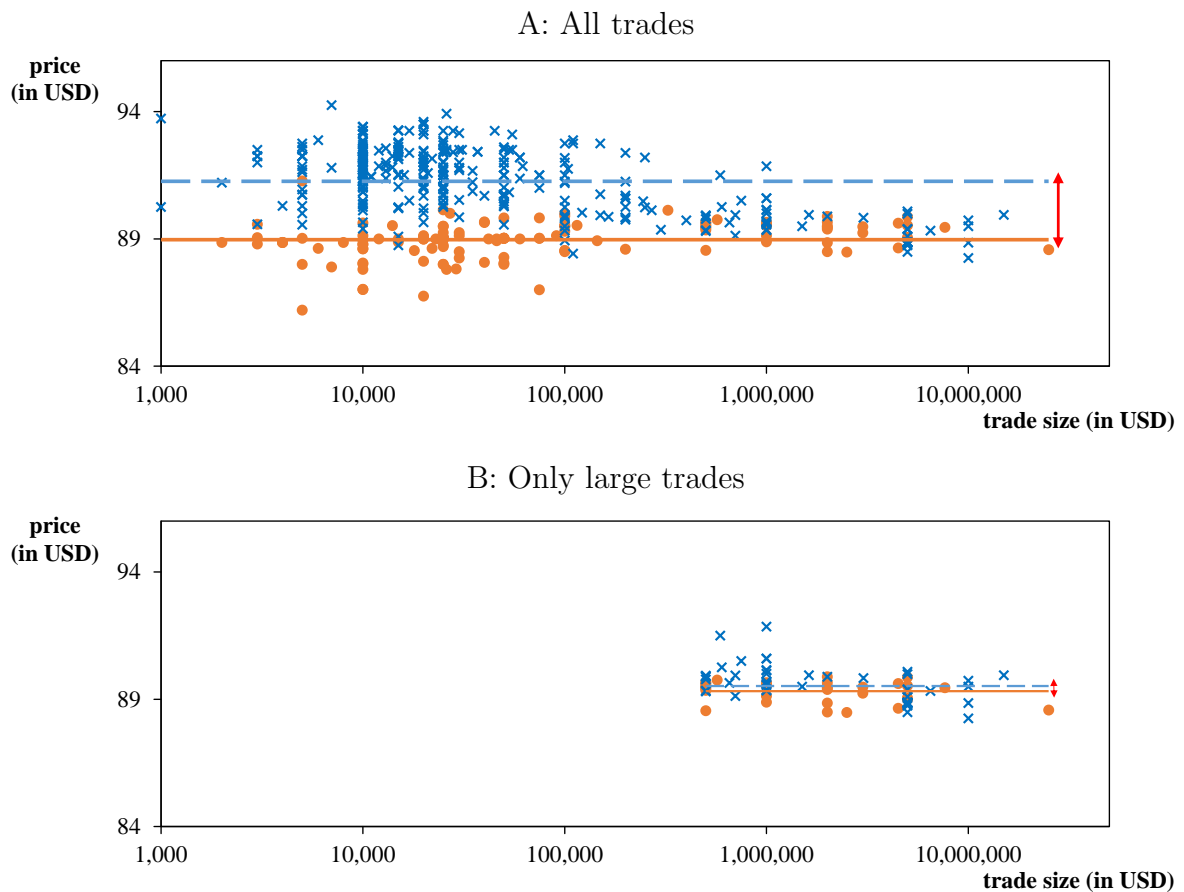 A: All trades
price
(in USD)
94
89
84
1,000 10,000 100,000 1,000,000 10,000,000
trade size (in USD)
B: Only large trades
price
(in USD)
94
89
84
1,000 10,000 100,000 1,000,000 10,000,000
trade size (in USD)